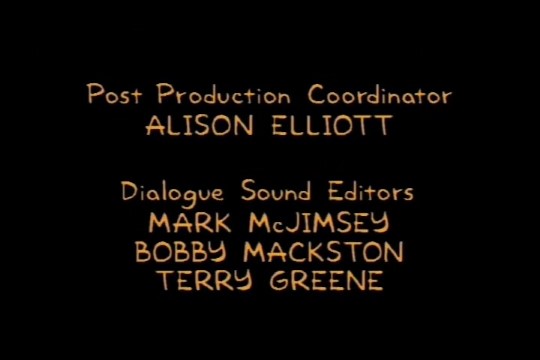 Post Production Coordinator
ALISON ELLIOTT
Dialogue Sound Editors
MARK McJIMSEY
BOBBY MACKSTON
TERRY GREENE